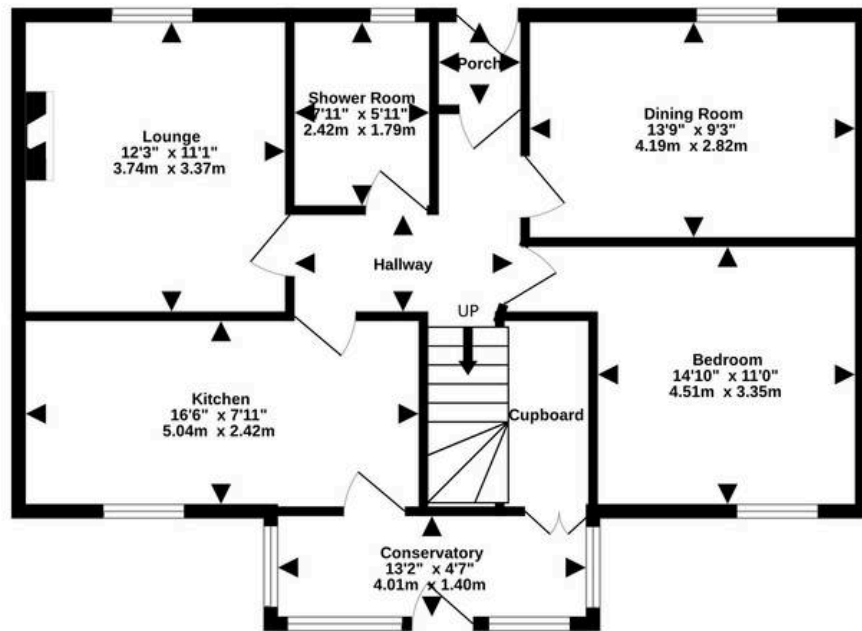 Lounge
12'3" x 11'1"
3.74m x 3.37m
Shower Room
7'11" x 5'11"
2.42m x 1.79m
Porch
Dining Room
13'9" x 9'3"
4.19m x 2.82m
Hallway
UP
Kitchen
16'6" x 7'11"
5.04m x 2.42m
Cupboard
Bedroom
14'10" x 11'0"
4.51m x 3.35m
Conservatory
13'2" x 4'7"
4.01m x 1.40m